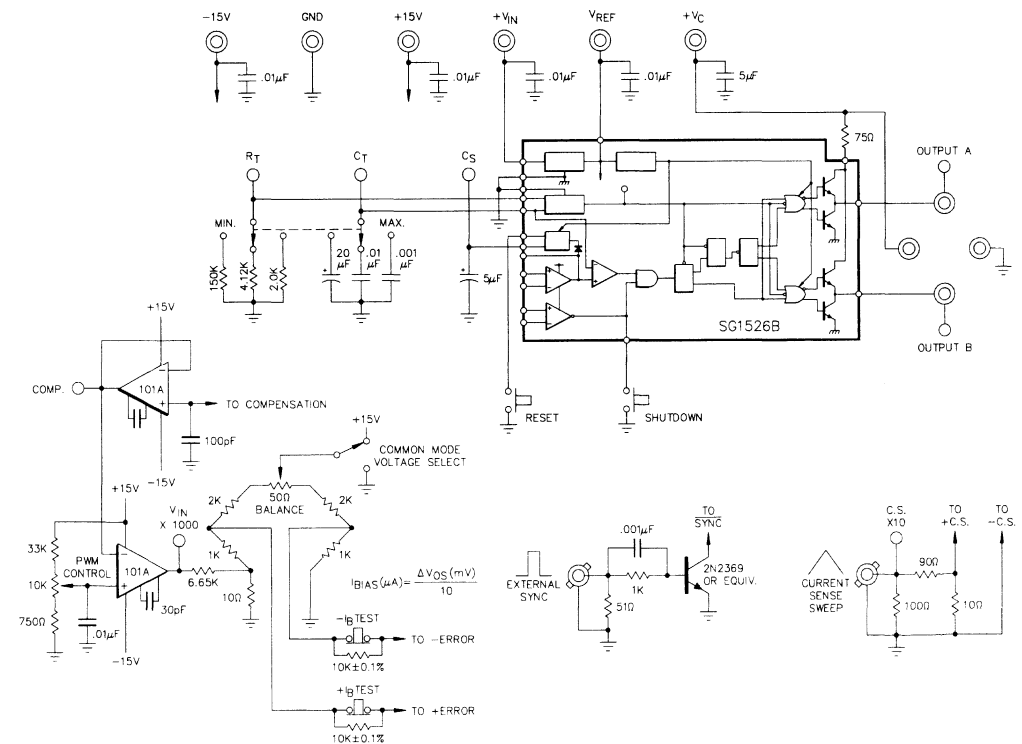 -15V
GND
+15V
+VIN
VREF
+VC
.01µF
.01µF
.01µF
.01µF
5µF
75Ω
OUTPUT A
RT
CT
CS
MIN.
MAX.
150K
4.12K
2.0K
20 µF
.01 µF
.001 µF
5µF
SG1526B
OUTPUT B
+15V
COMP.
101A
TO COMPENSATION
100pF
-15V
RESET
SHUTDOWN
+15V
COMMON MODE
VOLTAGE SELECT
+15V
VIN
X 1000
2K
50Ω
BALANCE
2K
33K
PWM
CONTROL
101A
10K
6.65K
1K
1K
10Ω
30pF
750Ω
.01µF
-15V
IBIAS(µA)= ΔVOS(mV)
10
-IB TEST
TO -ERROR
10K±0.1%
+IB TEST
TO +ERROR
10K±0.1%
.001µF
TO
SYNC
EXTERNAL
SYNC
1K
2N2369
OR EQUIV.
51Ω
C.S.
X10
TO
+C.S.
TO
-C.S.
90Ω
CURRENT
SENSE
SWEEP
100Ω
10Ω